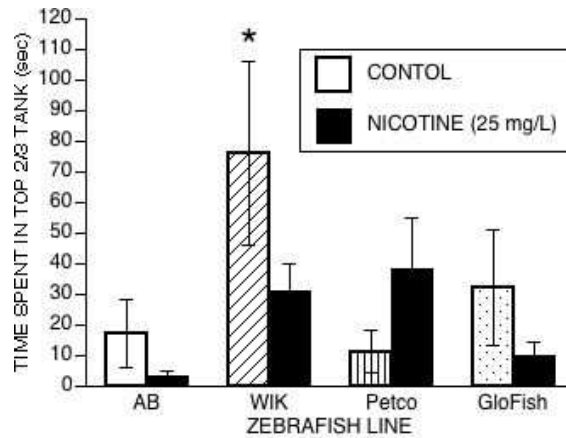 TIME SPENT IN TOP 2/3 TANK (sec)
120
110
100
90
80
70
60
50
40
30
20
10
0
*
CONTOL
NICOTINE (25 mg/L)
AB WIK Petco GloFish
ZEBRAFISH LINE